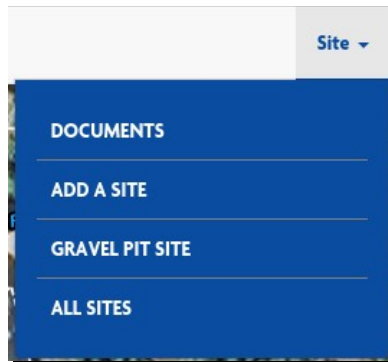 Site
DOCUMENTS
ADD A SITE
GRAVEL PIT SITE
ALL SITES